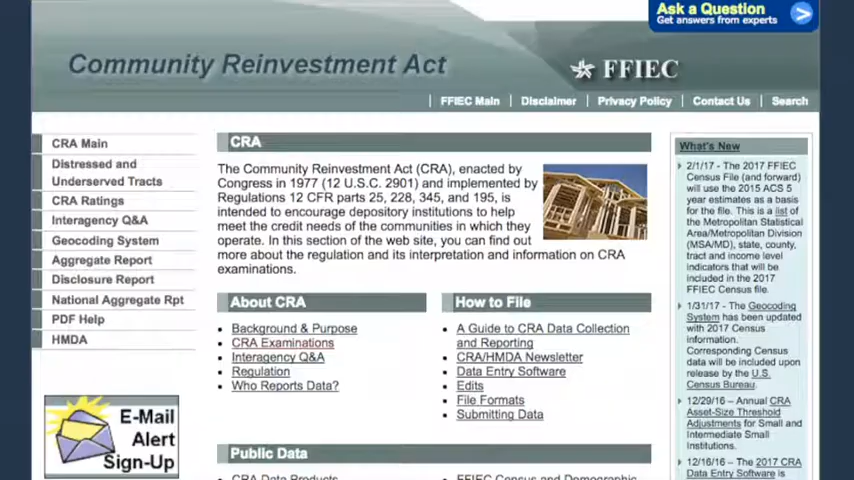 Ask a Question
Get answers from experts
Community Reinvestment Act
FFIEC
FFIEC Main
Disclaimer
Privacy Policy
Contact Us
Search
CRA Main
Distressed and
Underserved Tracts
CRA Ratings
Interagency Q&A
Geocoding System
Aggregate Report
Disclosure Report
National Aggregate Rpt
PDF Help
HMDA
E-Mail
Alert
Sign-Up
CRA
The Community Reinvestment Act (CRA), enacted by
Congress in 1977 (12 U.S.C. 2901) and implemented by
Regulations 12 CFR parts 25, 228, 345, and 195, is
intended to encourage depository institutions to help
meet the credit needs of the communities in which they
operate. In this section of the web site, you can find out
more about the regulation and its interpretation and information on CRA
examinations.
About CRA
Background & Purpose
CRA Examinations
Interagency Q&A
Regulation
Who Reports Data?
How to File
A Guide to CRA Data Collection
and Reporting
CRA/HMDA Newsletter
Data Entry Software
Edits
File Formats
Submitting Data
Public Data
CRA Data Products
FFIEC Census and Demographic
What's New
2/1/17 - The 2017 FFIEC
Census File (and forward)
will use the 2015 ACS 5
year estimates as a basis
for the file. This is a list of
the Metropolitan Statistical
Area/Metropolitan Division
(MSA/MD), state, county,
tract and income level
indicators that will be
included in the 2017
FFIEC Census file.
1/31/17 - The Geocoding
System has been updated
with 2017 Census
information.
Corresponding Census
data will be included upon
release by the U.S.
Census Bureau.
12/29/16 – Annual CRA
Asset-Size Threshold
Adjustments for Small and
Intermediate Small
Institutions.
12/16/16 – The 2017 CRA
Data Entry Software is